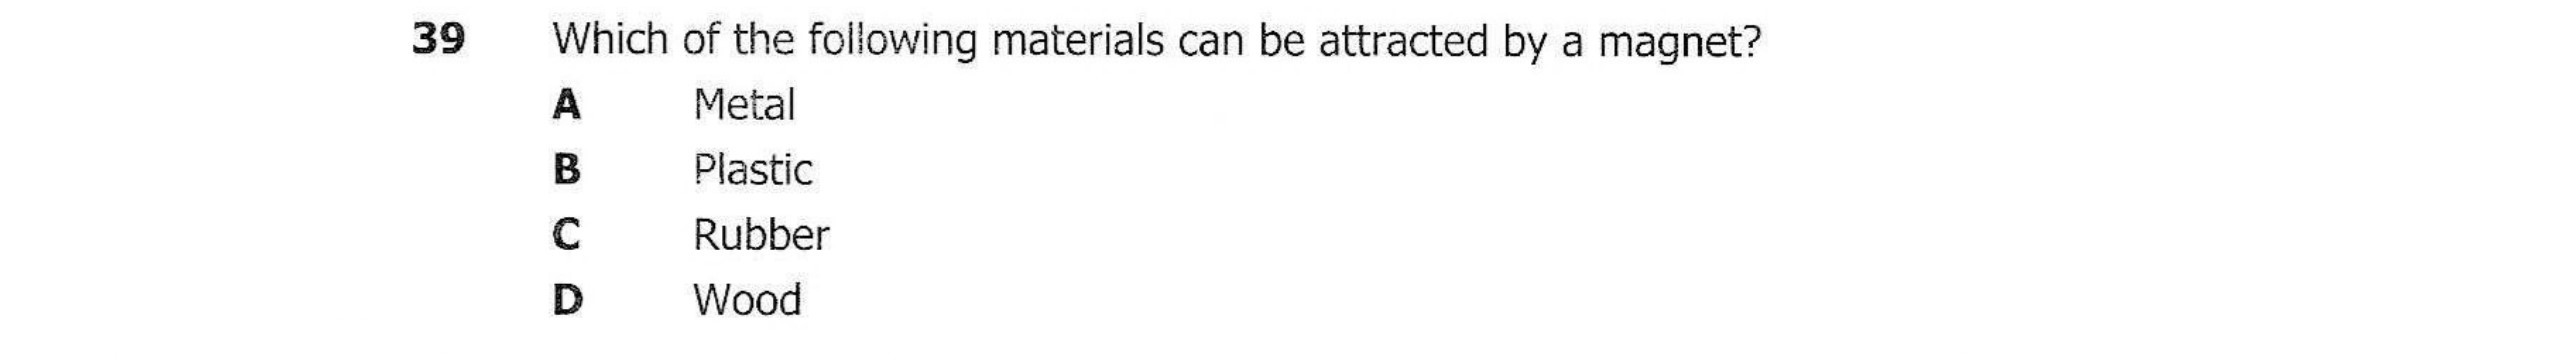 39 Which of the following materials can be attracted by a magnet?
A Metal
B Plastic
C Rubber
D Wood